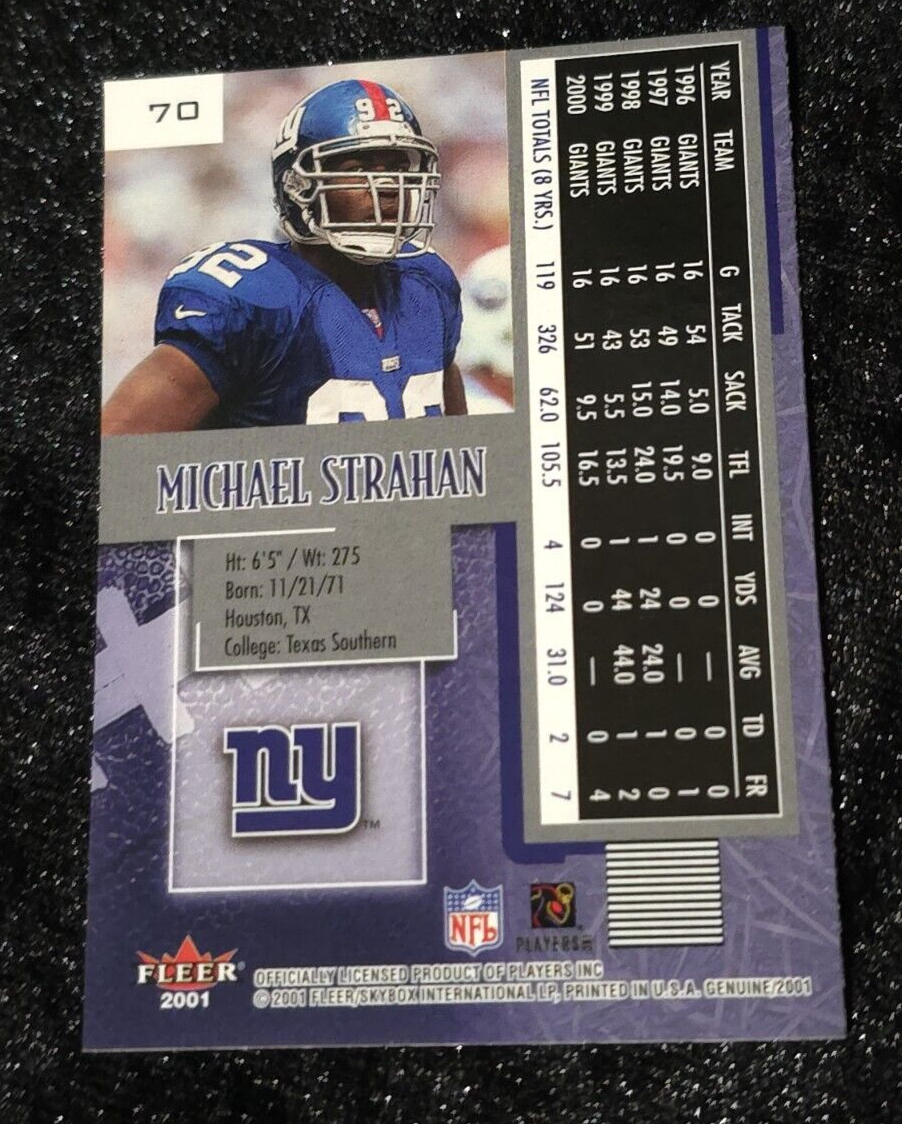 70
92
92
92
ny
MICHAEL STRAHAN
Ht: 6'5" / Wt: 275
Born: 11/21/71
Houston, TX
College: Texas Southern
ny
TM
YEAR TEAM G TACK SACK TFL INT YDS AVG TD FR
1996 GIANTS 16 54 5.0 9.0 0 0 — 0 0
1997 GIANTS 16 49 14.0 19.5 0 0 — 0 1
1998 GIANTS 16 53 15.0 24.0 1 24 24.0 1 0
1999 GIANTS 16 43 5.5 13.5 1 44 44.0 1 2
2000 GIANTS 16 51 9.5 16.5 0 0 — 0 4
NFL TOTALS (8 YRS.) 119 326 62.0 105.5 4 124 31.0 2 7
NFL
PLAYERS INC
FLEER®
2001
OFFICIALLY LICENSED PRODUCT OF PLAYERS INC
© 2001 FLEER/SKYBOX INTERNATIONAL LP, PRINTED IN U.S.A. GENUINE/2001